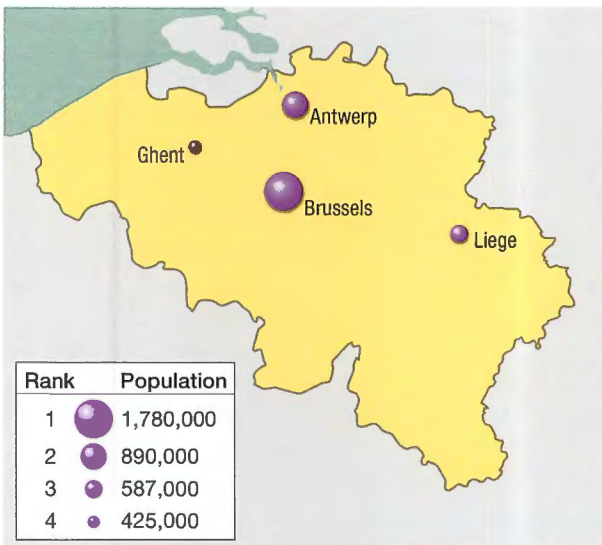 Antwerp
Ghent
Brussels
Liege
Rank Population
1 1,780,000
2 890,000
3 587,000
4 425,000